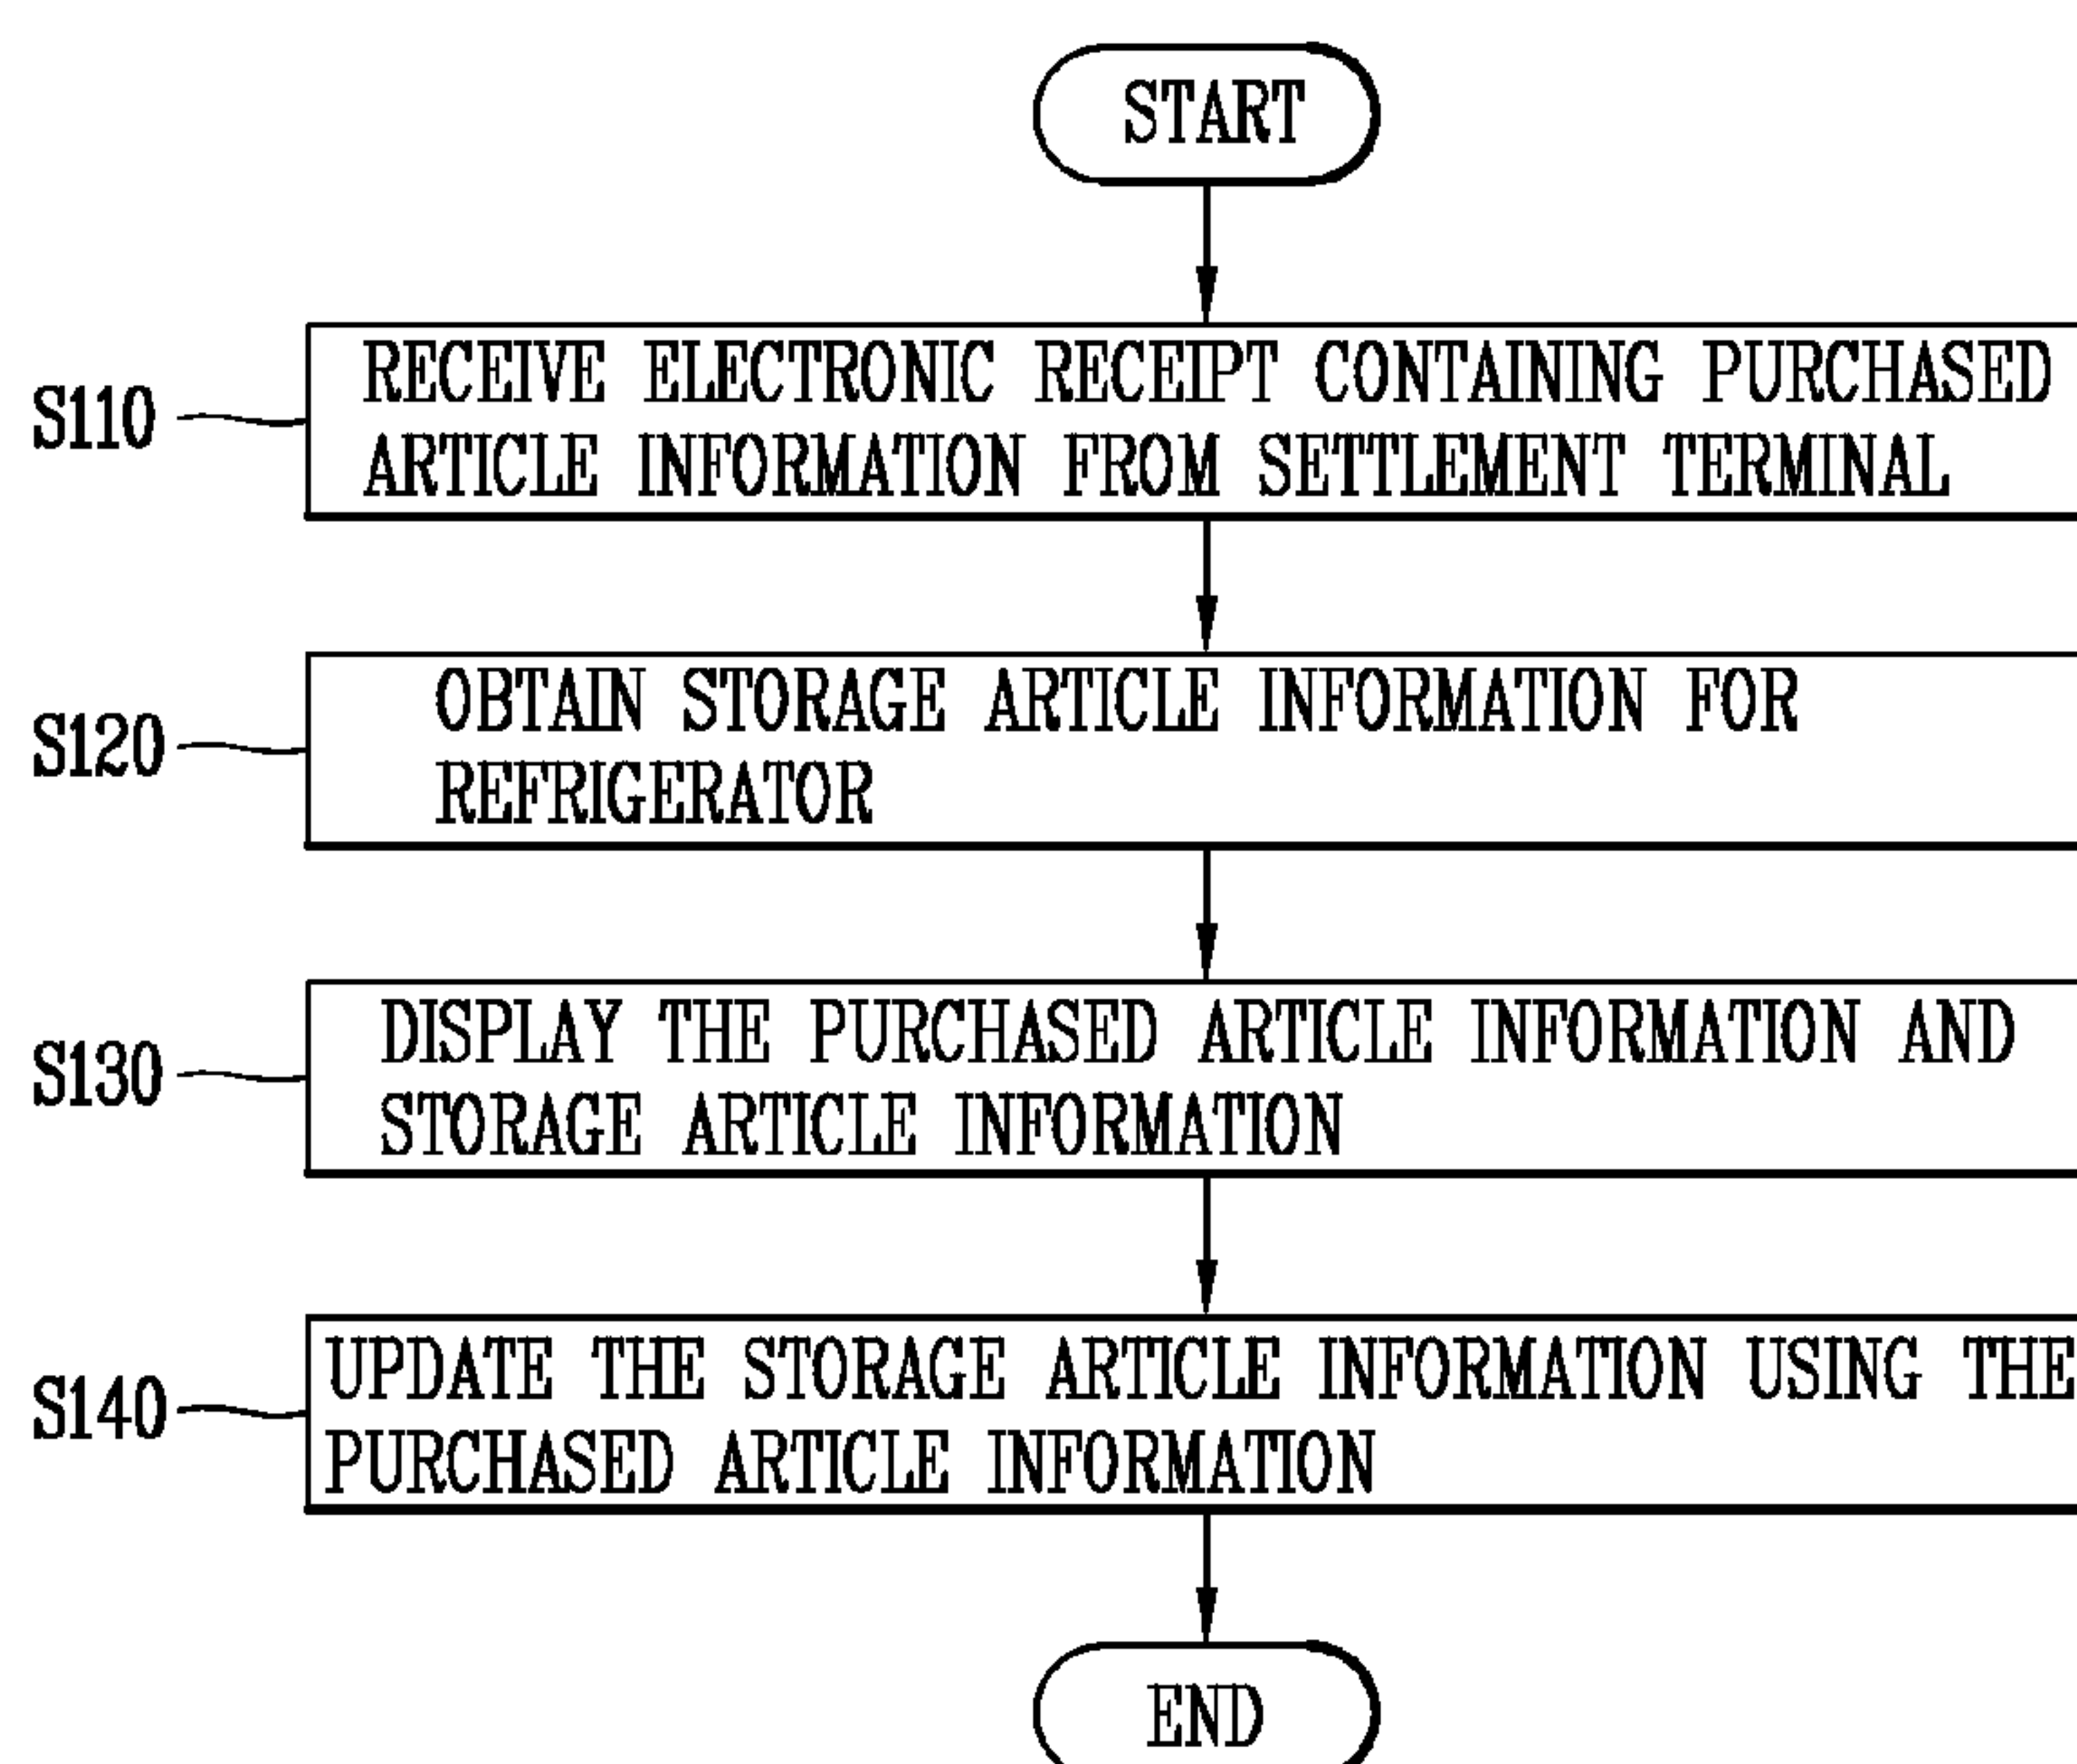 START
S110
RECEIVE ELECTRONIC RECEIPT CONTAINING PURCHASED
ARTICLE INFORMATION FROM SETTLEMENT TERMINAL
S120
OBTAIN STORAGE ARTICLE INFORMATION FOR
REFRIGERATOR
S130
DISPLAY THE PURCHASED ARTICLE INFORMATION AND
STORAGE ARTICLE INFORMATION
S140
UPDATE THE STORAGE ARTICLE INFORMATION USING THE
PURCHASED ARTICLE INFORMATION
END